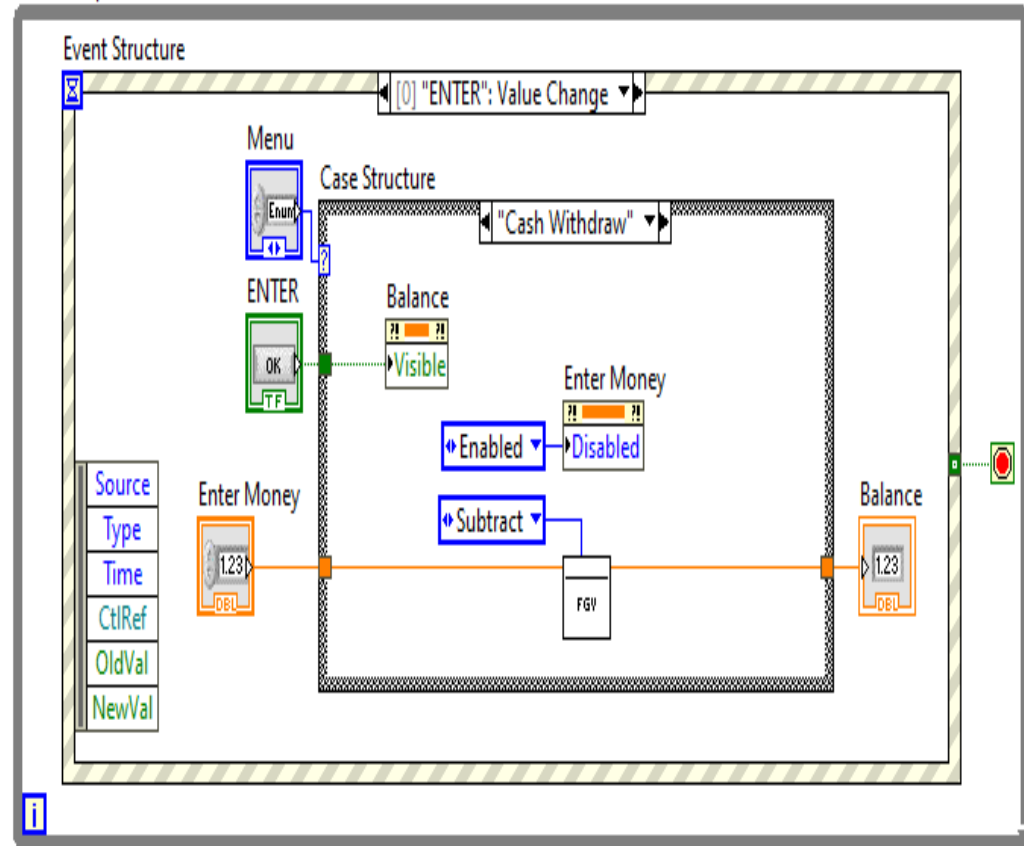 Event Structure
[0] "ENTER": Value Change
Menu
Enum
Case Structure
"Cash Withdraw"
?
ENTER
OK
TF
Balance
?! ?!
Visible
Enter Money
?! ?!
Enabled
Disabled
Subtract
FGV
Source
Type
Time
CtlRef
OldVal
NewVal
Enter Money
1.23
DBL
Balance
1.23
DBL
i